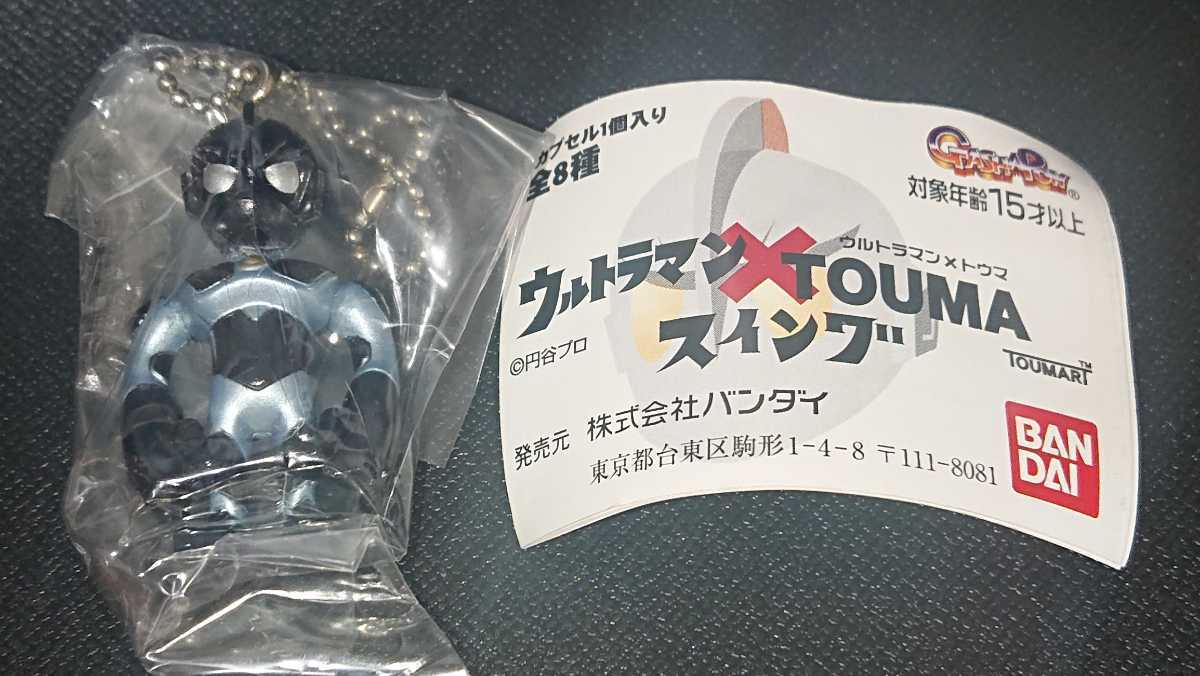 カプセル1個入り
全8種
GASHAPON®
対象年齢15才以上
ウルトラマン×トウマ
ウルトラマン×TOUMA
スイング
©円谷プロ
TOUMART™
発売元 株式会社バンダイ
東京都台東区駒形1-4-8 〒111-8081
BAN
DAI